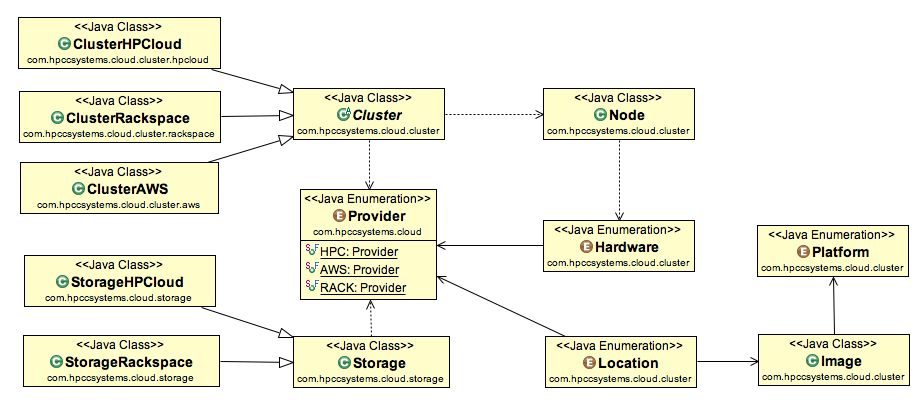 <<Java Class>>
ClusterHPCloud
com.hpccsystems.cloud.cluster.hpcloud
<<Java Class>>
ClusterRackspace
com.hpccsystems.cloud.cluster.rackspace
<<Java Class>>
ClusterAWS
com.hpccsystems.cloud.cluster.aws
<<Java Class>>
Cluster
com.hpccsystems.cloud.cluster
<<Java Class>>
Node
com.hpccsystems.cloud.cluster
<<Java Enumeration>>
Provider
com.hpccsystems.cloud
HPC: Provider
AWS: Provider
RACK: Provider
<<Java Enumeration>>
Hardware
com.hpccsystems.cloud.cluster
<<Java Enumeration>>
Platform
com.hpccsystems.cloud.cluster
<<Java Class>>
StorageHPCloud
com.hpccsystems.cloud.storage
<<Java Class>>
StorageRackspace
com.hpccsystems.cloud.storage
<<Java Class>>
Storage
com.hpccsystems.cloud.storage
<<Java Enumeration>>
Location
com.hpccsystems.cloud.cluster
<<Java Class>>
Image
com.hpccsystems.cloud.cluster